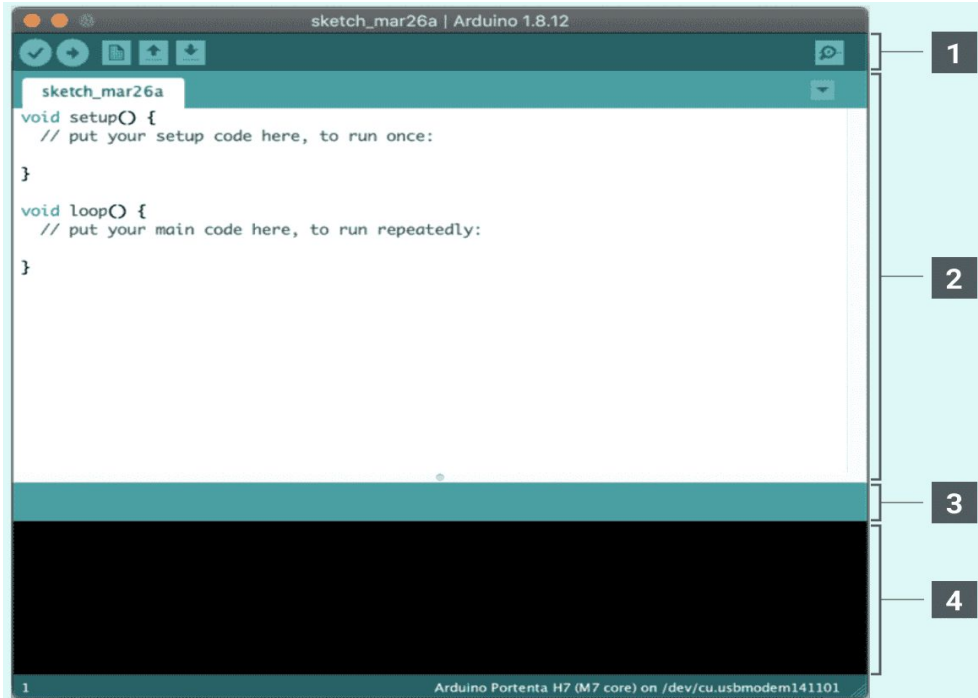 sketch_mar26a | Arduino 1.8.12
1
sketch_mar26a
void setup() {
// put your setup code here, to run once:
}
void loop() {
// put your main code here, to run repeatedly:
}
2
3
4
1
Arduino Portenta H7 (M7 core) on /dev/cu.usbmodem141101